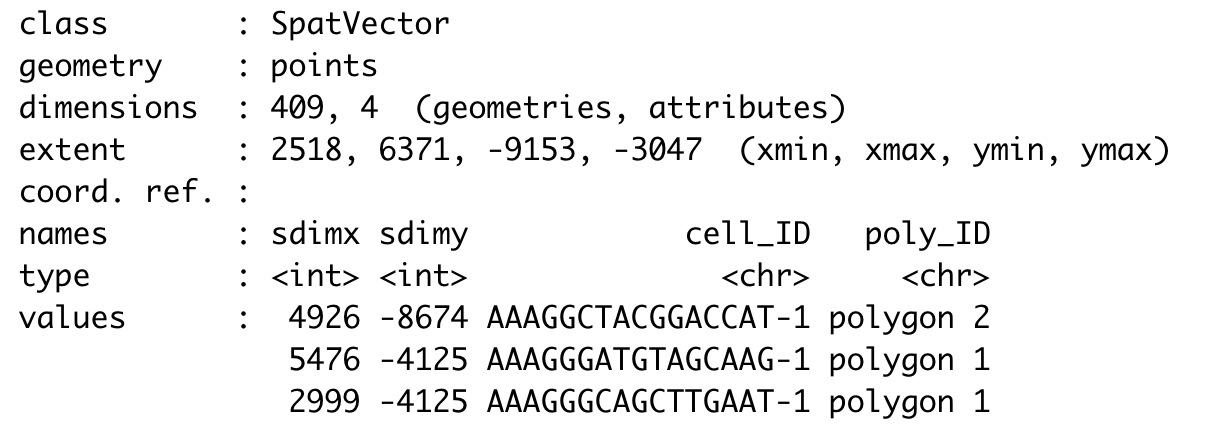 class       : SpatVector
geometry    : points
dimensions  : 409, 4  (geometries, attributes)
extent      : 2518, 6371, -9153, -3047  (xmin, xmax, ymin, ymax)
coord. ref. :
names       : sdimx sdimy            cell_ID   poly_ID
type        : <int> <int>              <chr>     <chr>
values      :  4926 -8674 AAAGGCTACGGACCAT-1 polygon 2
               5476 -4125 AAAGGGATGTAGCAAG-1 polygon 1
               2999 -4125 AAAGGGCAGCTTGAAT-1 polygon 1